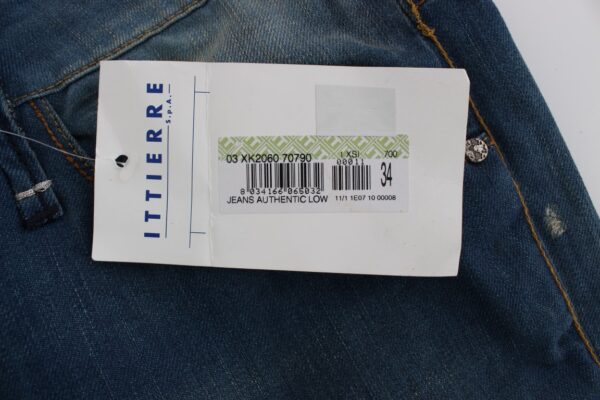 ITTIERRE
S.p.A.
03 XK2060 70790
1 XSI 700
00011
8 034166 065032
34
JEANS AUTHENTIC LOW
11/1 1E07 10 00008